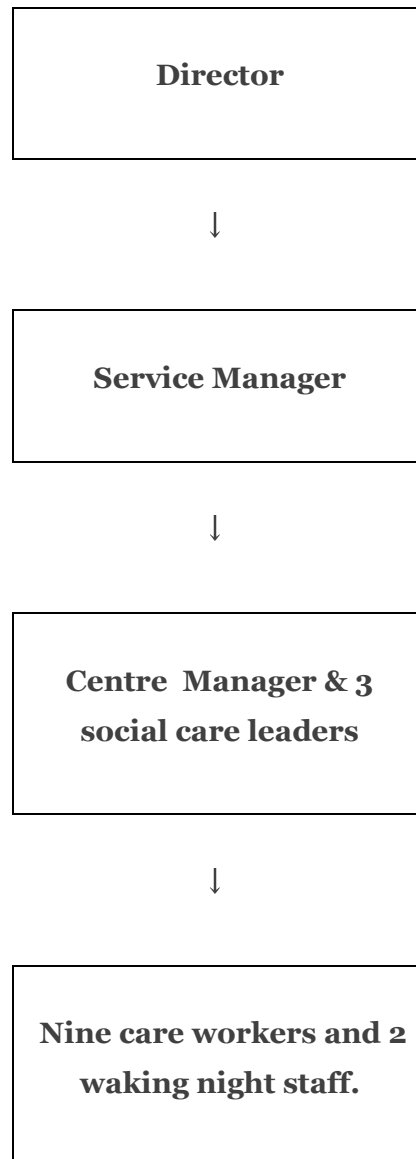 Director
↓
Service Manager
↓
Centre Manager & 3
social care leaders
↓
Nine care workers and 2
waking night staff.